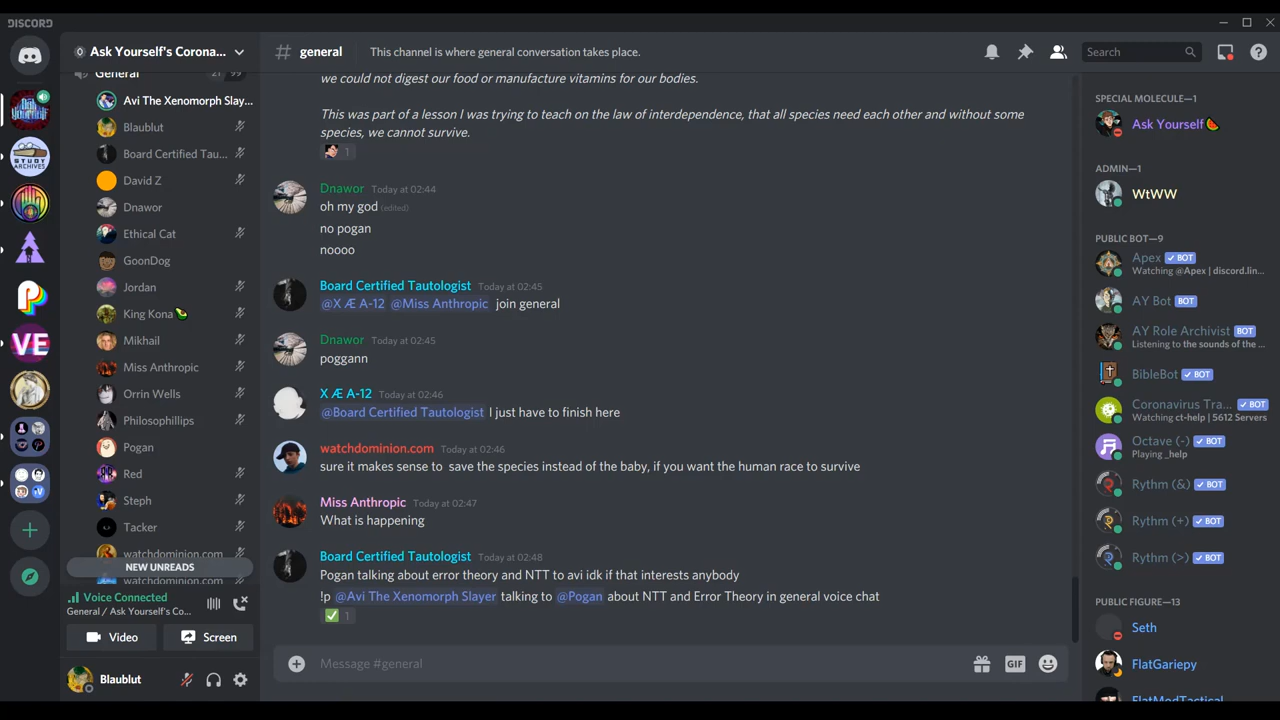 DISCORD
Ask Yourself's Corona...
general
This channel is where general conversation takes place.
Search
General
21 99
Avi The Xenomorph Slay...
Blaublut
Board Certified Tau...
David Z
Dnawor
Ethical Cat
GoonDog
Jordan
King Kona
Mikhail
Miss Anthropic
Orrin Wells
Philosophillips
Pogan
Red
Steph
Tacker
watchdominion.com
NEW UNREADS
watchdominion.com
Voice Connected
General / Ask Yourself's Co...
Video
Screen
Blaublut
STUDY
ARCHIVES
VE
we could not digest our food or manufacture vitamins for our bodies.
This was part of a lesson I was trying to teach on the law of interdependence, that all species need each other and without some
species, we cannot survive.
1
Dnawor Today at 02:44
oh my god (edited)
no pogan
noooo
Board Certified Tautologist Today at 02:45
@X Æ A-12 @Miss Anthropic join general
Dnawor Today at 02:45
poggann
X Æ A-12 Today at 02:46
@Board Certified Tautologist I just have to finish here
watchdominion.com Today at 02:46
sure it makes sense to save the species instead of the baby, if you want the human race to survive
Miss Anthropic Today at 02:47
What is happening
Board Certified Tautologist Today at 02:48
Pogan talking about error theory and NTT to avi idk if that interests anybody
!p @Avi The Xenomorph Slayer talking to @Pogan about NTT and Error Theory in general voice chat
1
Message #general
GIF
SPECIAL MOLECULE—1
Ask Yourself
ADMIN—1
WtWW
PUBLIC BOT—9
Apex BOT
Watching @Apex | discord.lin...
AY Bot BOT
AY Role Archivist BOT
Listening to the sounds of the ...
BibleBot BOT
Coronavirus Tra... BOT
Watching ct-help | 5612 Servers
Octave (-) BOT
Playing _help
Rythm (&) BOT
Rythm (+) BOT
Rythm (>) BOT
PUBLIC FIGURE—13
Seth
FlatGariepy
FlatModTactical